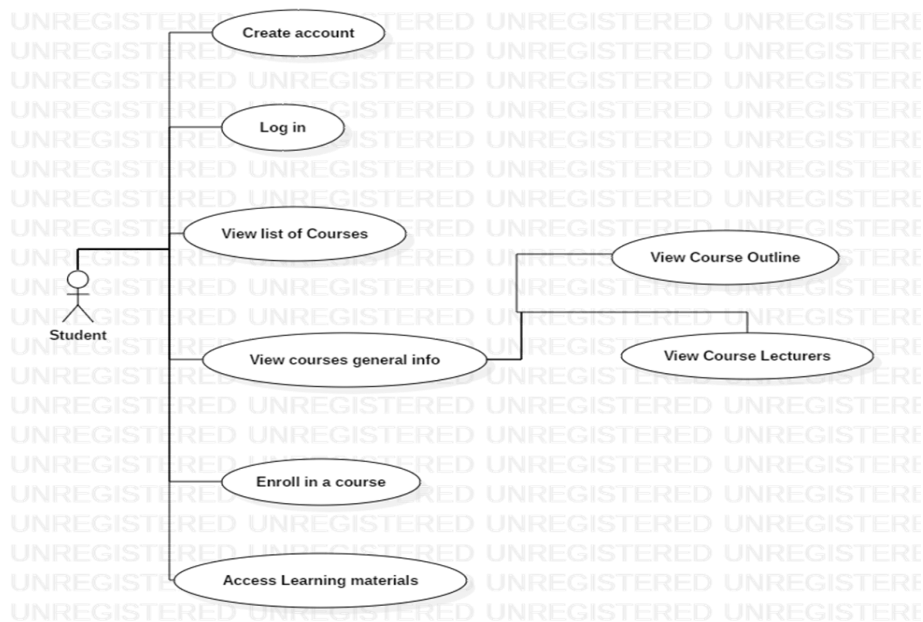 Create account
Log in
View list of Courses
View Course Outline
Student
View courses general info
View Course Lecturers
Enroll in a course
Access Learning materials
UNREGISTERED